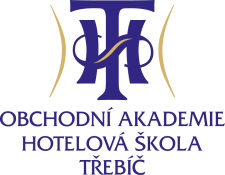 OBCHODNÍ AKADEMIE
HOTELOVÁ ŠKOLA
TŘEBÍČ